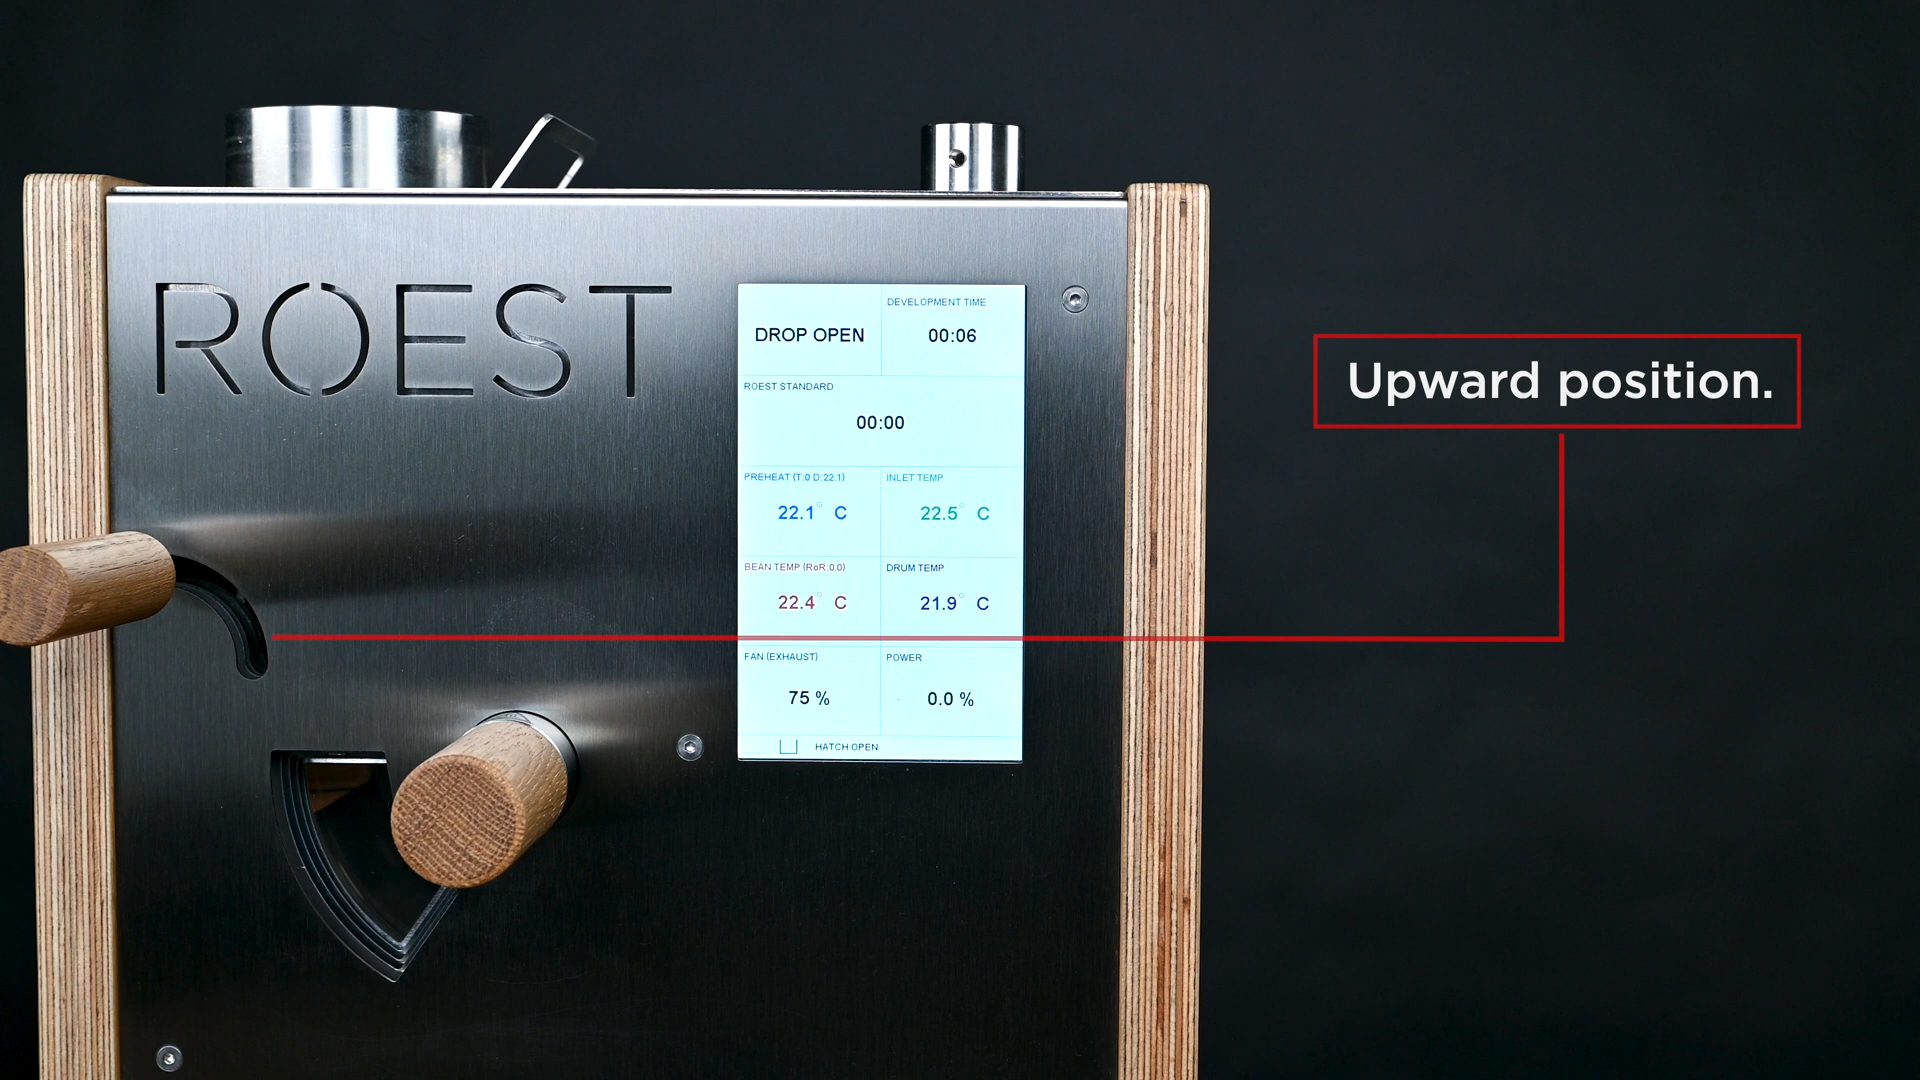 ROEST
DROP OPEN
DEVELOPMENT TIME
00:06
ROEST STANDARD
00:00
PREHEAT (T:0 D:22.1)
22.1° C
INLET TEMP
22.5° C
BEAN TEMP (RoR:0.0)
22.4° C
DRUM TEMP
21.9° C
FAN (EXHAUST)
75 %
POWER
0.0 %
HATCH OPEN
Upward position.